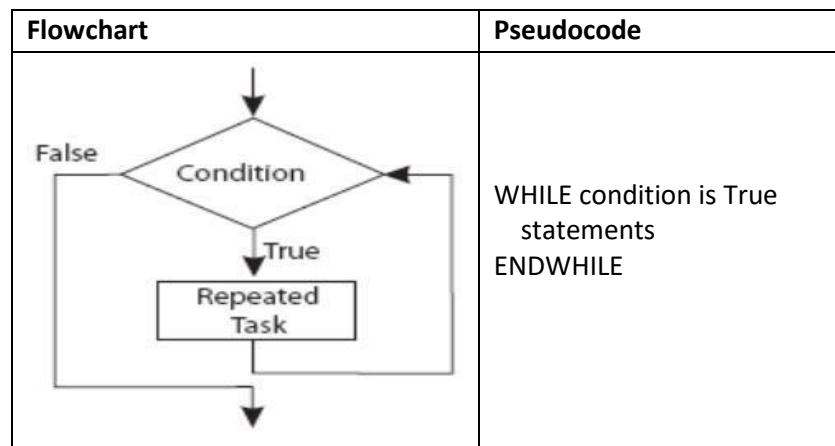 Flowchart
Pseudocode
False
Condition
True
Repeated
Task
WHILE condition is True
statements
ENDWHILE